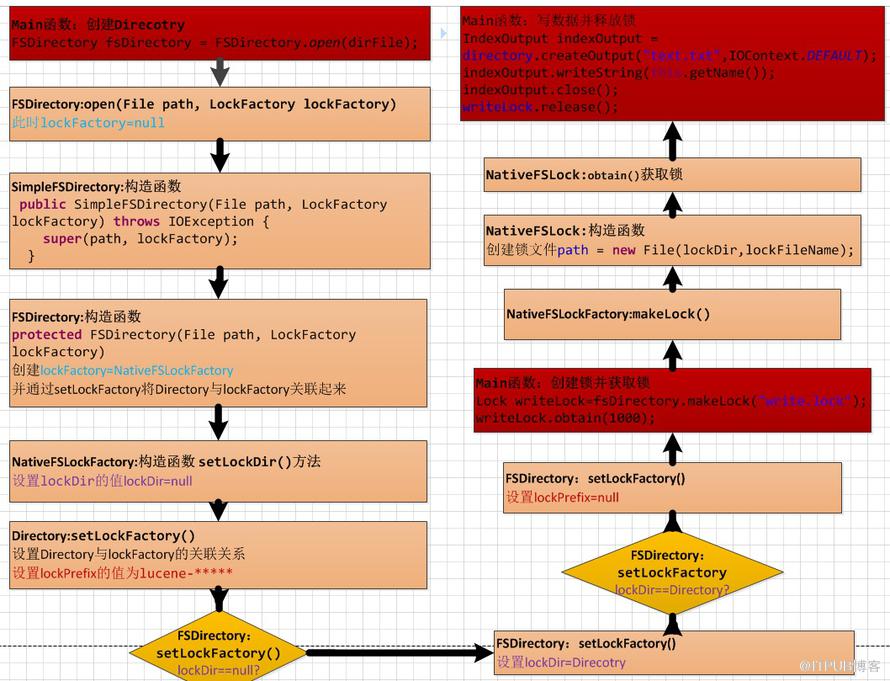 Main函数：创建Direcotry
FSDirectory fsDirectory = FSDirectory.open(dirFile);
FSDirectory:open(File path, LockFactory lockFactory)
此时lockFactory=null
SimpleFSDirectory:构造函数
public SimpleFSDirectory(File path, LockFactory
lockFactory) throws IOException {
super(path, lockFactory);
}
FSDirectory:构造函数
protected FSDirectory(File path, LockFactory
lockFactory)
创建lockFactory=NativeFSLockFactory
并通过setLockFactory将Directory与lockFactory关联起来
NativeFSLockFactory:构造函数 setLockDir()方法
设置lockDir的值lockDir=null
Directory:setLockFactory()
设置Directory与lockFactory的关联关系
设置lockPrefix的值为lucene-*****
FSDirectory：
setLockFactory()
lockDir==null?
FSDirectory：setLockFactory()
设置lockDir=Direcotry
FSDirectory：
setLockFactory
lockDir==Directory?
FSDirectory：setLockFactory()
设置lockPrefix=null
Main函数：创建锁并获取锁
Lock writeLock=fsDirectory.makeLock("write.lock");
writeLock.obtain(1000);
NativeFSLockFactory:makeLock()
NativeFSLock:构造函数
创建锁文件path = new File(lockDir,lockFileName);
NativeFSLock:obtain()获取锁
Main函数：写数据并释放锁
IndexOutput indexOutput =
directory.createOutput("text.txt",IOContext.DEFAULT);
indexOutput.writeString(this.getName());
indexOutput.close();
writeLock.release();
@ITPUB博客